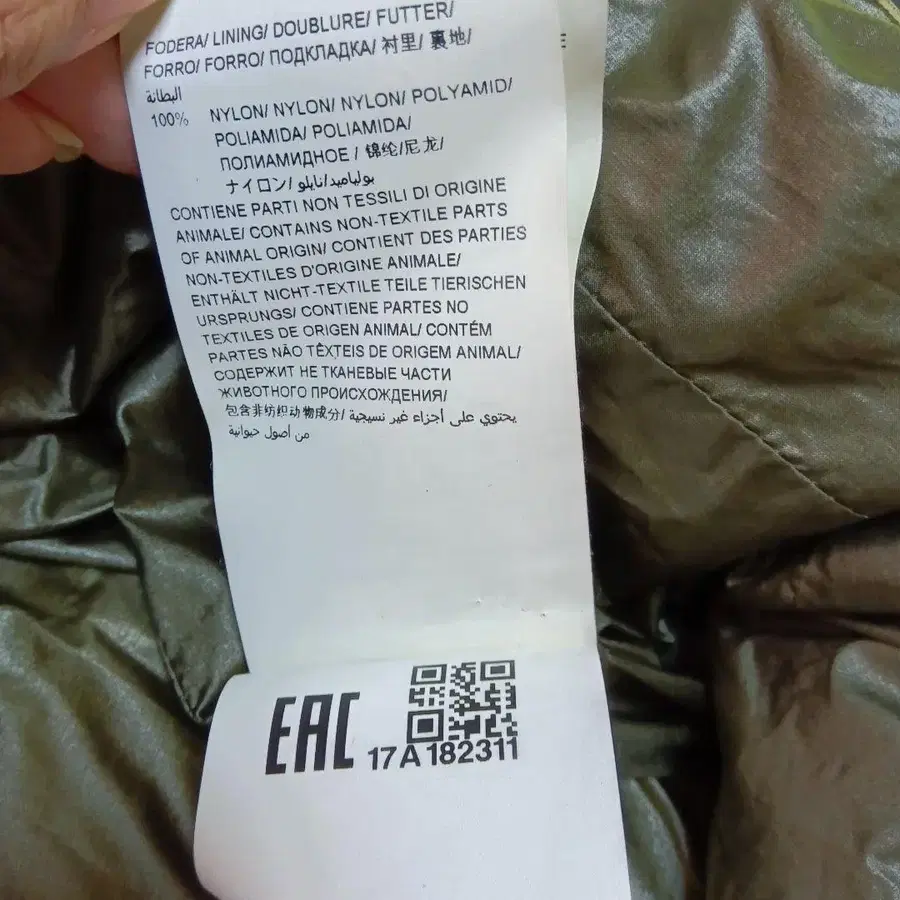 FODERA/ LINING/ DOUBLURE/ FUTTER/
FORRO/ FORRO/ ПОДКЛАДКА/ 衬里/ 裏地/
البطانة
100% NYLON/ NYLON/ NYLON/ POLYAMID/
POLIAMIDA/ POLIAMIDA/
ПОЛИАМИДНОЕ / 锦纶/尼龙/
ナイロン/ بولياميد/نايلو
CONTIENE PARTI NON TESSILI DI ORIGINE
ANIMALE/ CONTAINS NON-TEXTILE PARTS
OF ANIMAL ORIGIN/ CONTIENT DES PARTIES
NON-TEXTILES D'ORIGINE ANIMALE/
ENTHÄLT NICHT-TEXTILE TEILE TIERISCHEN
URSPRUNGS/ CONTIENE PARTES NO
TEXTILES DE ORIGEN ANIMAL/ CONTÉM
PARTES NÃO TÊXTEIS DE ORIGEM ANIMAL/
СОДЕРЖИТ НЕ ТКАНЕВЫЕ ЧАСТИ
ЖИВОТНОГО ПРОИСХОЖДЕНИЯ/
包含非纺织动物成分/ يحتوي على أجزاء غير نسيجية
من أصول حيوانية
EAC
17A182311